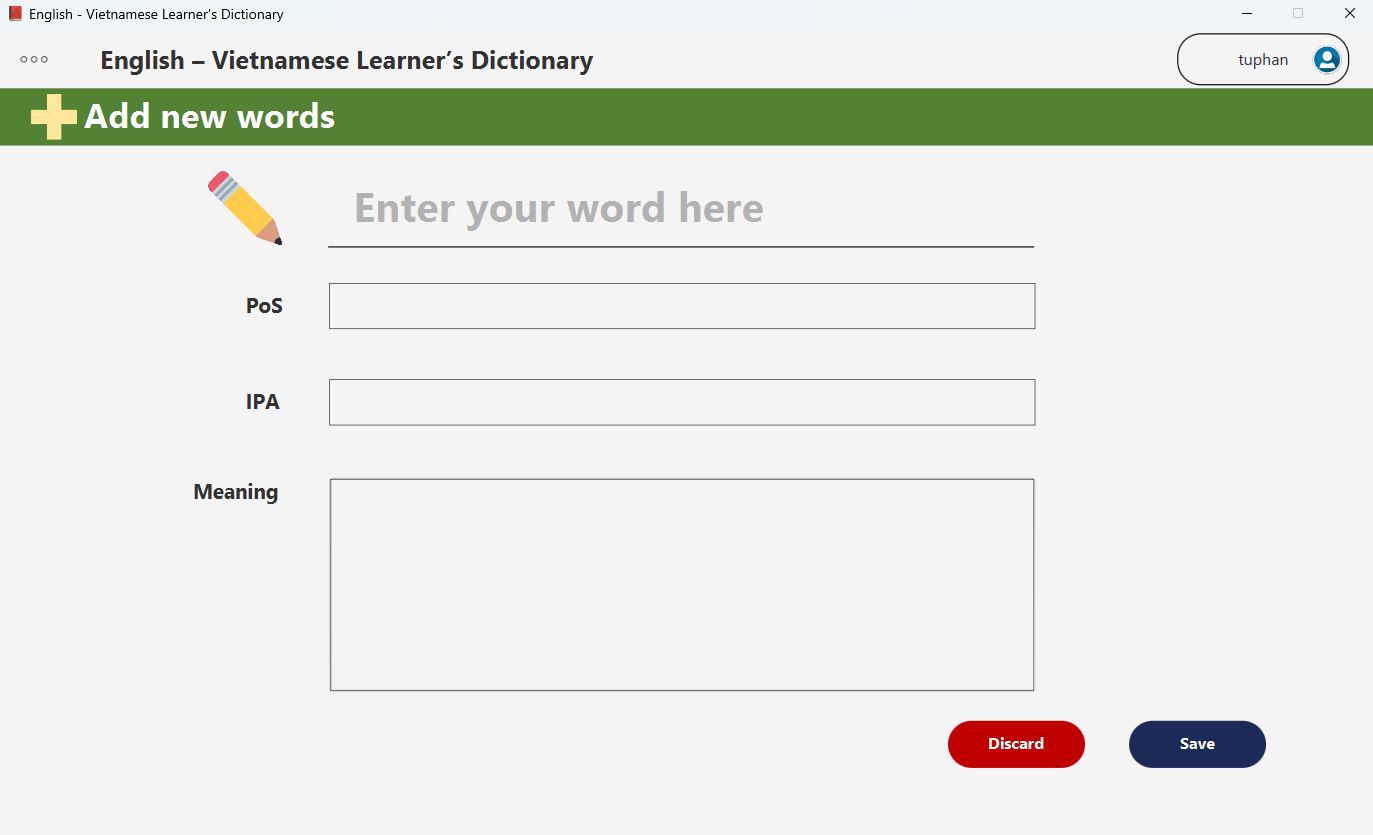 English - Vietnamese Learner's Dictionary
English – Vietnamese Learner’s Dictionary
tuphan
Add new words
Enter your word here
PoS
IPA
Meaning
Discard
Save